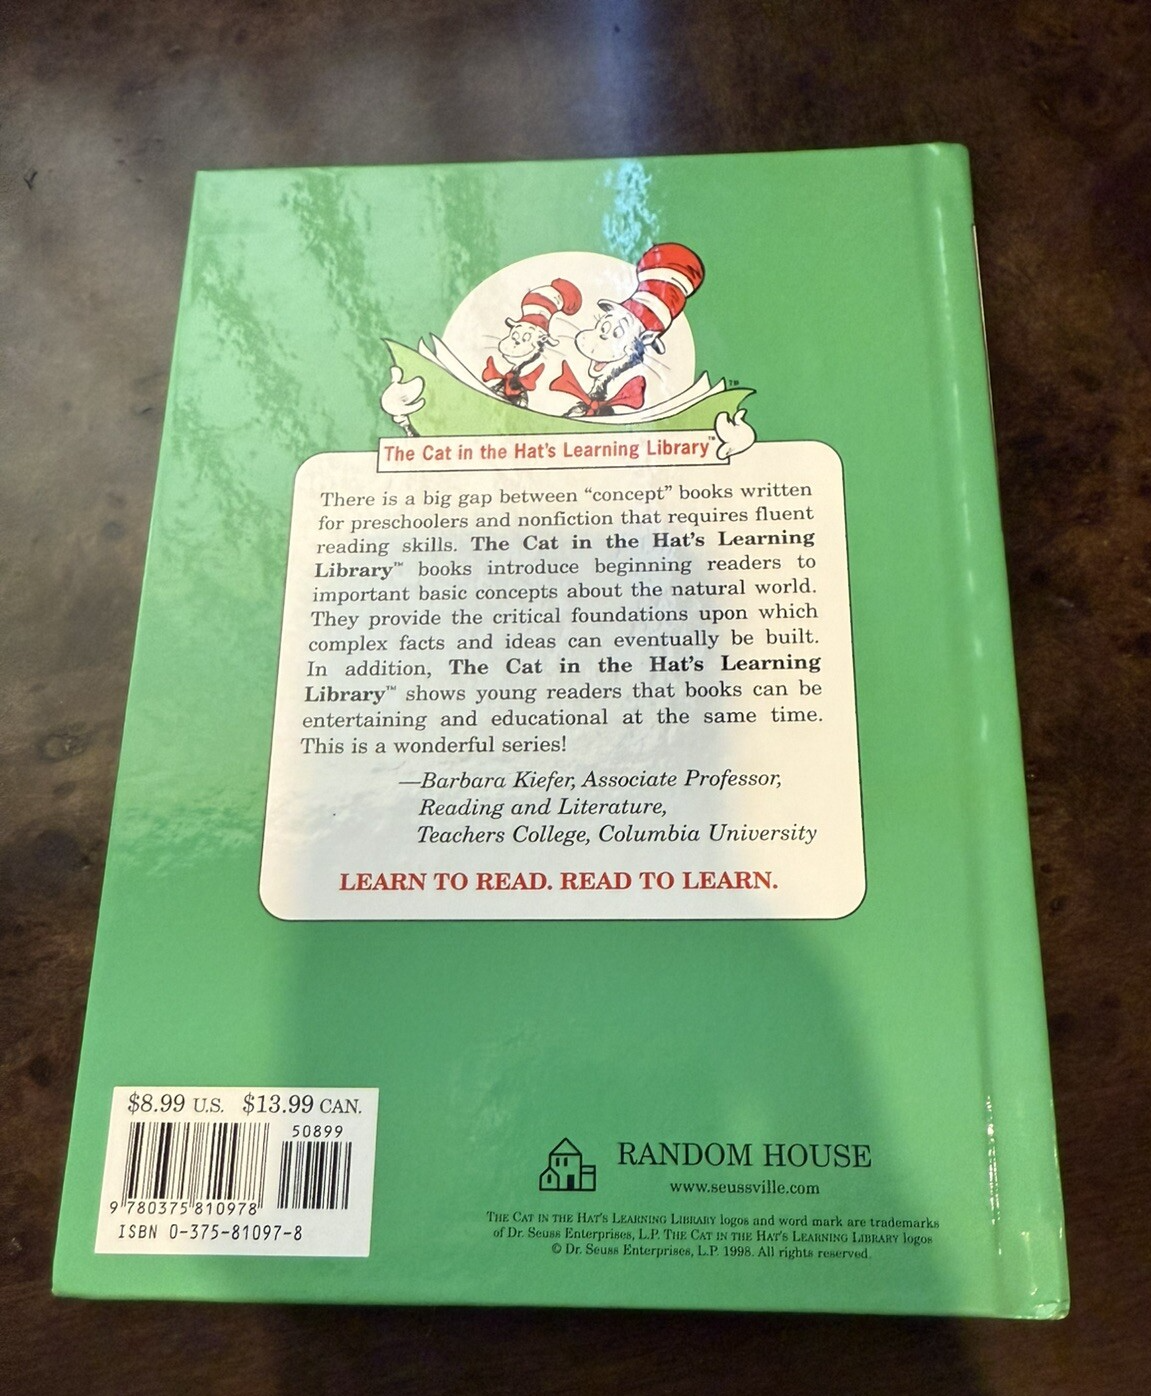 ™
The Cat in the Hat's Learning Library™
There is a big gap between “concept” books written
for preschoolers and nonfiction that requires fluent
reading skills. The Cat in the Hat's Learning
Library™ books introduce beginning readers to
important basic concepts about the natural world.
They provide the critical foundations upon which
complex facts and ideas can eventually be built.
In addition, The Cat in the Hat's Learning
Library™ shows young readers that books can be
entertaining and educational at the same time.
This is a wonderful series!
—Barbara Kiefer, Associate Professor,
Reading and Literature,
Teachers College, Columbia University
LEARN TO READ. READ TO LEARN.
$8.99 U.S. $13.99 CAN.
50899
9 780375 810978
ISBN 0-375-81097-8
RANDOM HOUSE
www.seussville.com
THE CAT IN THE HAT'S LEARNING LIBRARY logos and word mark are trademarks
of Dr. Seuss Enterprises, L.P. THE CAT IN THE HAT'S LEARNING LIBRARY logos
© Dr. Seuss Enterprises, L.P. 1998. All rights reserved.